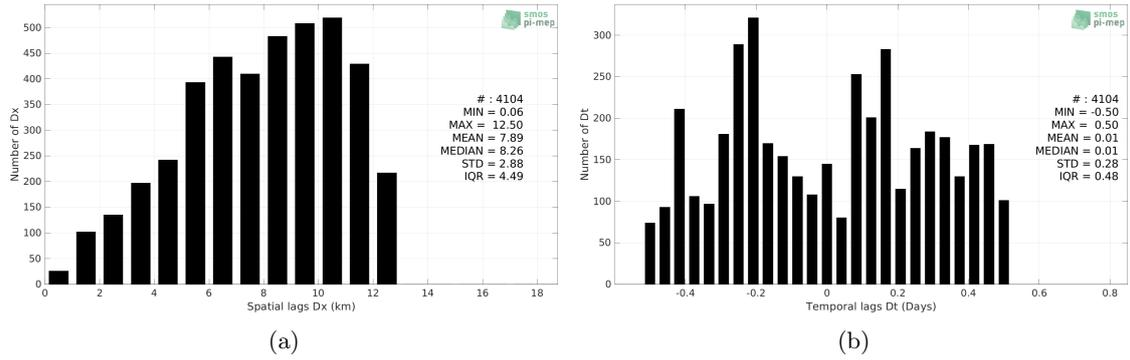 smos
pi-mep
500
450
400
350
300
250
200
150
100
50
0
Number of Dx
# : 4104
MIN = 0.06
MAX = 12.50
MEAN = 7.89
MEDIAN = 8.26
STD = 2.88
IQR = 4.49
0 2 4 6 8 10 12 14 16 18
Spatial lags Dx (km)
(a)
smos
pi-mep
300
250
200
150
100
50
0
Number of Dt
# : 4104
MIN = -0.50
MAX = 0.50
MEAN = 0.01
MEDIAN = 0.01
STD = 0.28
IQR = 0.48
-0.4 -0.2 0 0.2 0.4 0.6 0.8
Temporal lags Dt (Days)
(b)